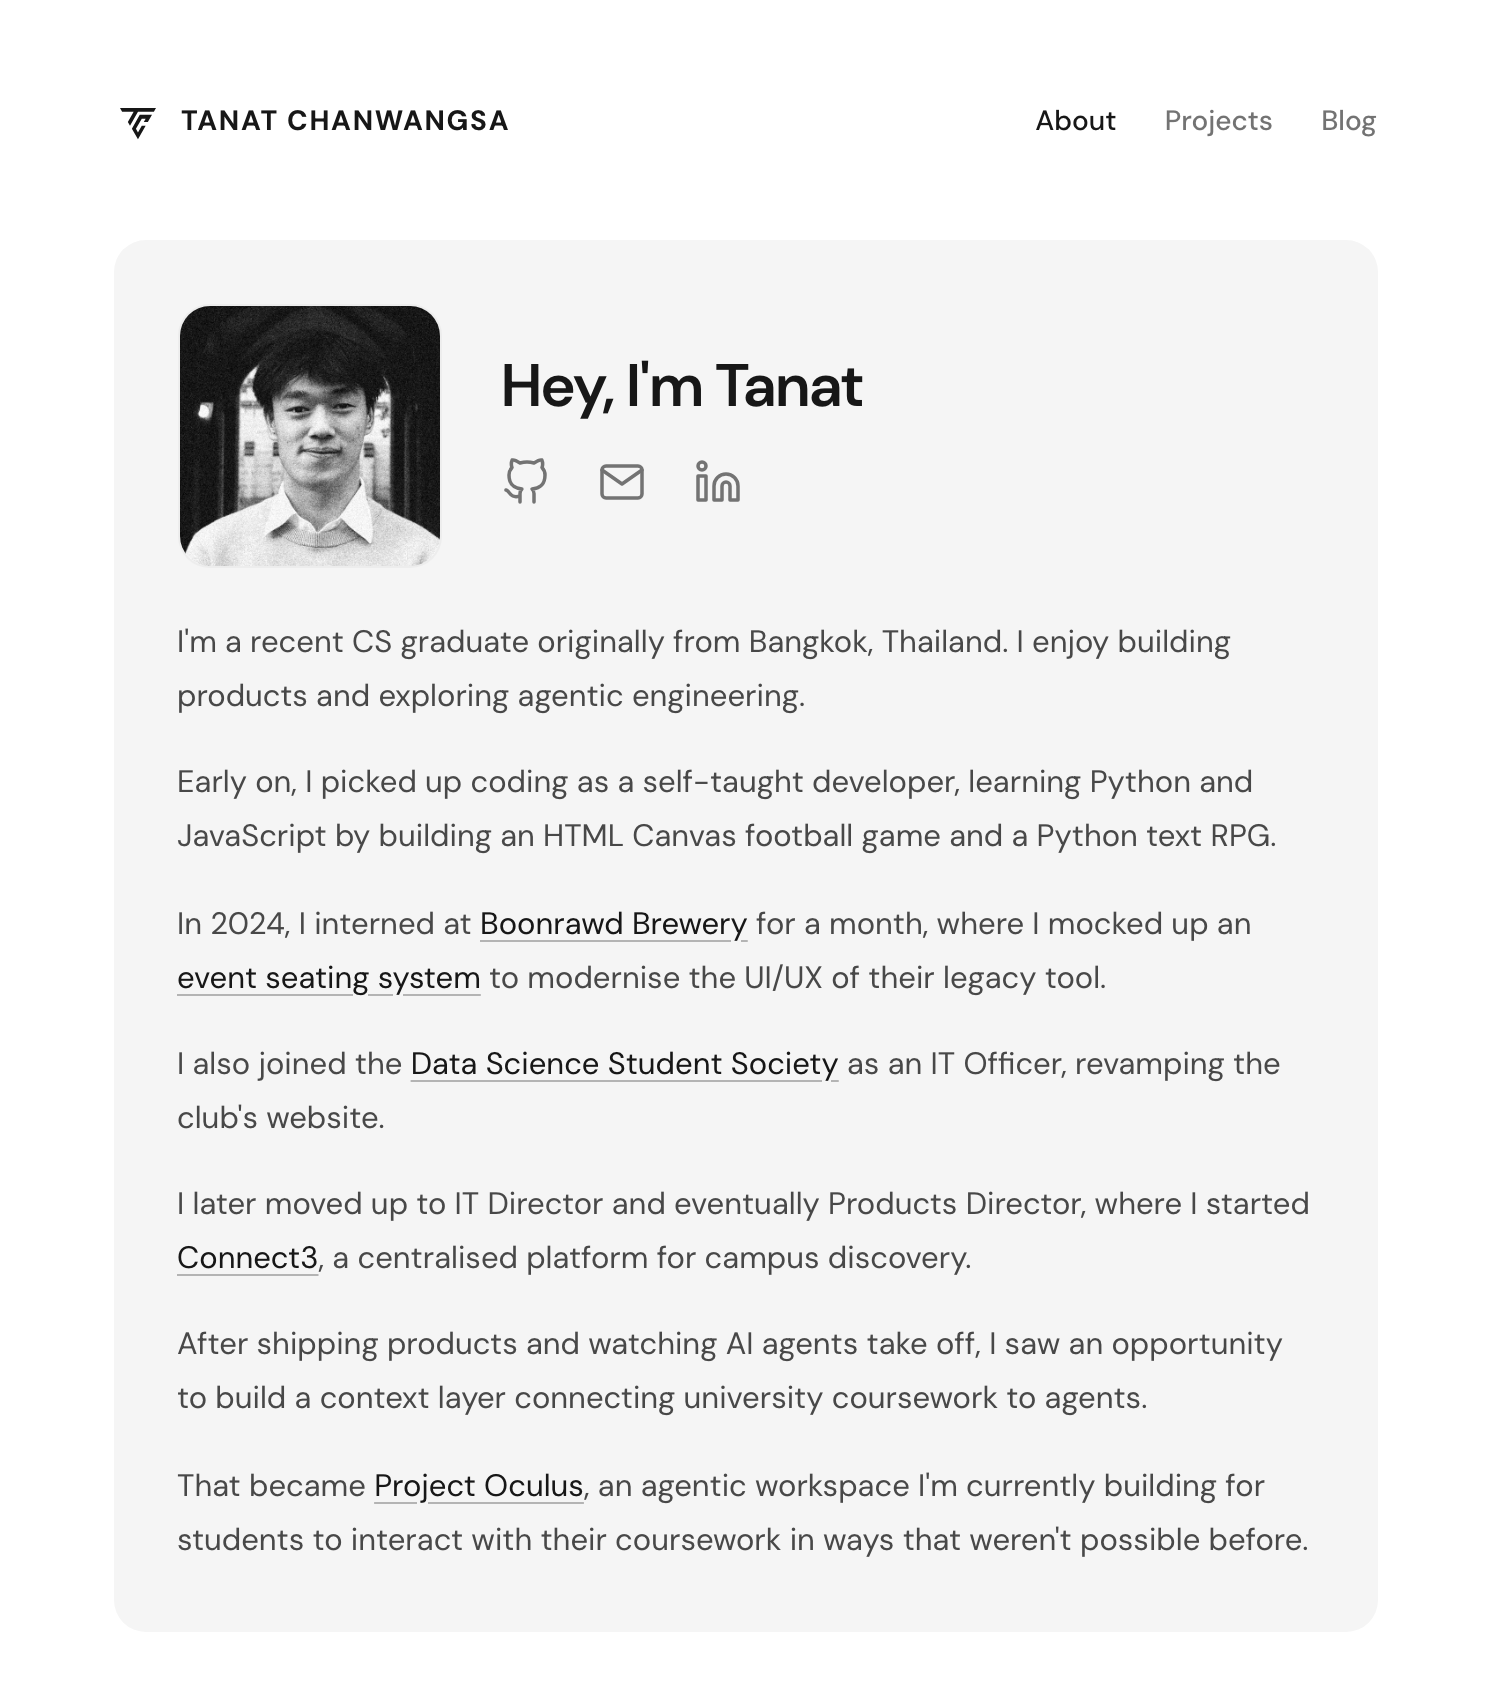 TANAT CHANWANGSA
About Projects Blog
Hey, I'm Tanat
I'm a recent CS graduate originally from Bangkok, Thailand. I enjoy building
products and exploring agentic engineering.
Early on, I picked up coding as a self-taught developer, learning Python and
JavaScript by building an HTML Canvas football game and a Python text RPG.
In 2024, I interned at Boonrawd Brewery for a month, where I mocked up an
event seating system to modernise the UI/UX of their legacy tool.
I also joined the Data Science Student Society as an IT Officer, revamping the
club's website.
I later moved up to IT Director and eventually Products Director, where I started
Connect3, a centralised platform for campus discovery.
After shipping products and watching AI agents take off, I saw an opportunity
to build a context layer connecting university coursework to agents.
That became Project Oculus, an agentic workspace I'm currently building for
students to interact with their coursework in ways that weren't possible before.